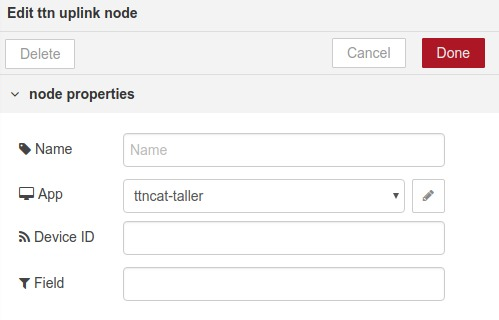 Edit ttn uplink node
Delete
Cancel
Done
node properties
Name
Name
App
ttncat-taller
Device ID
Field